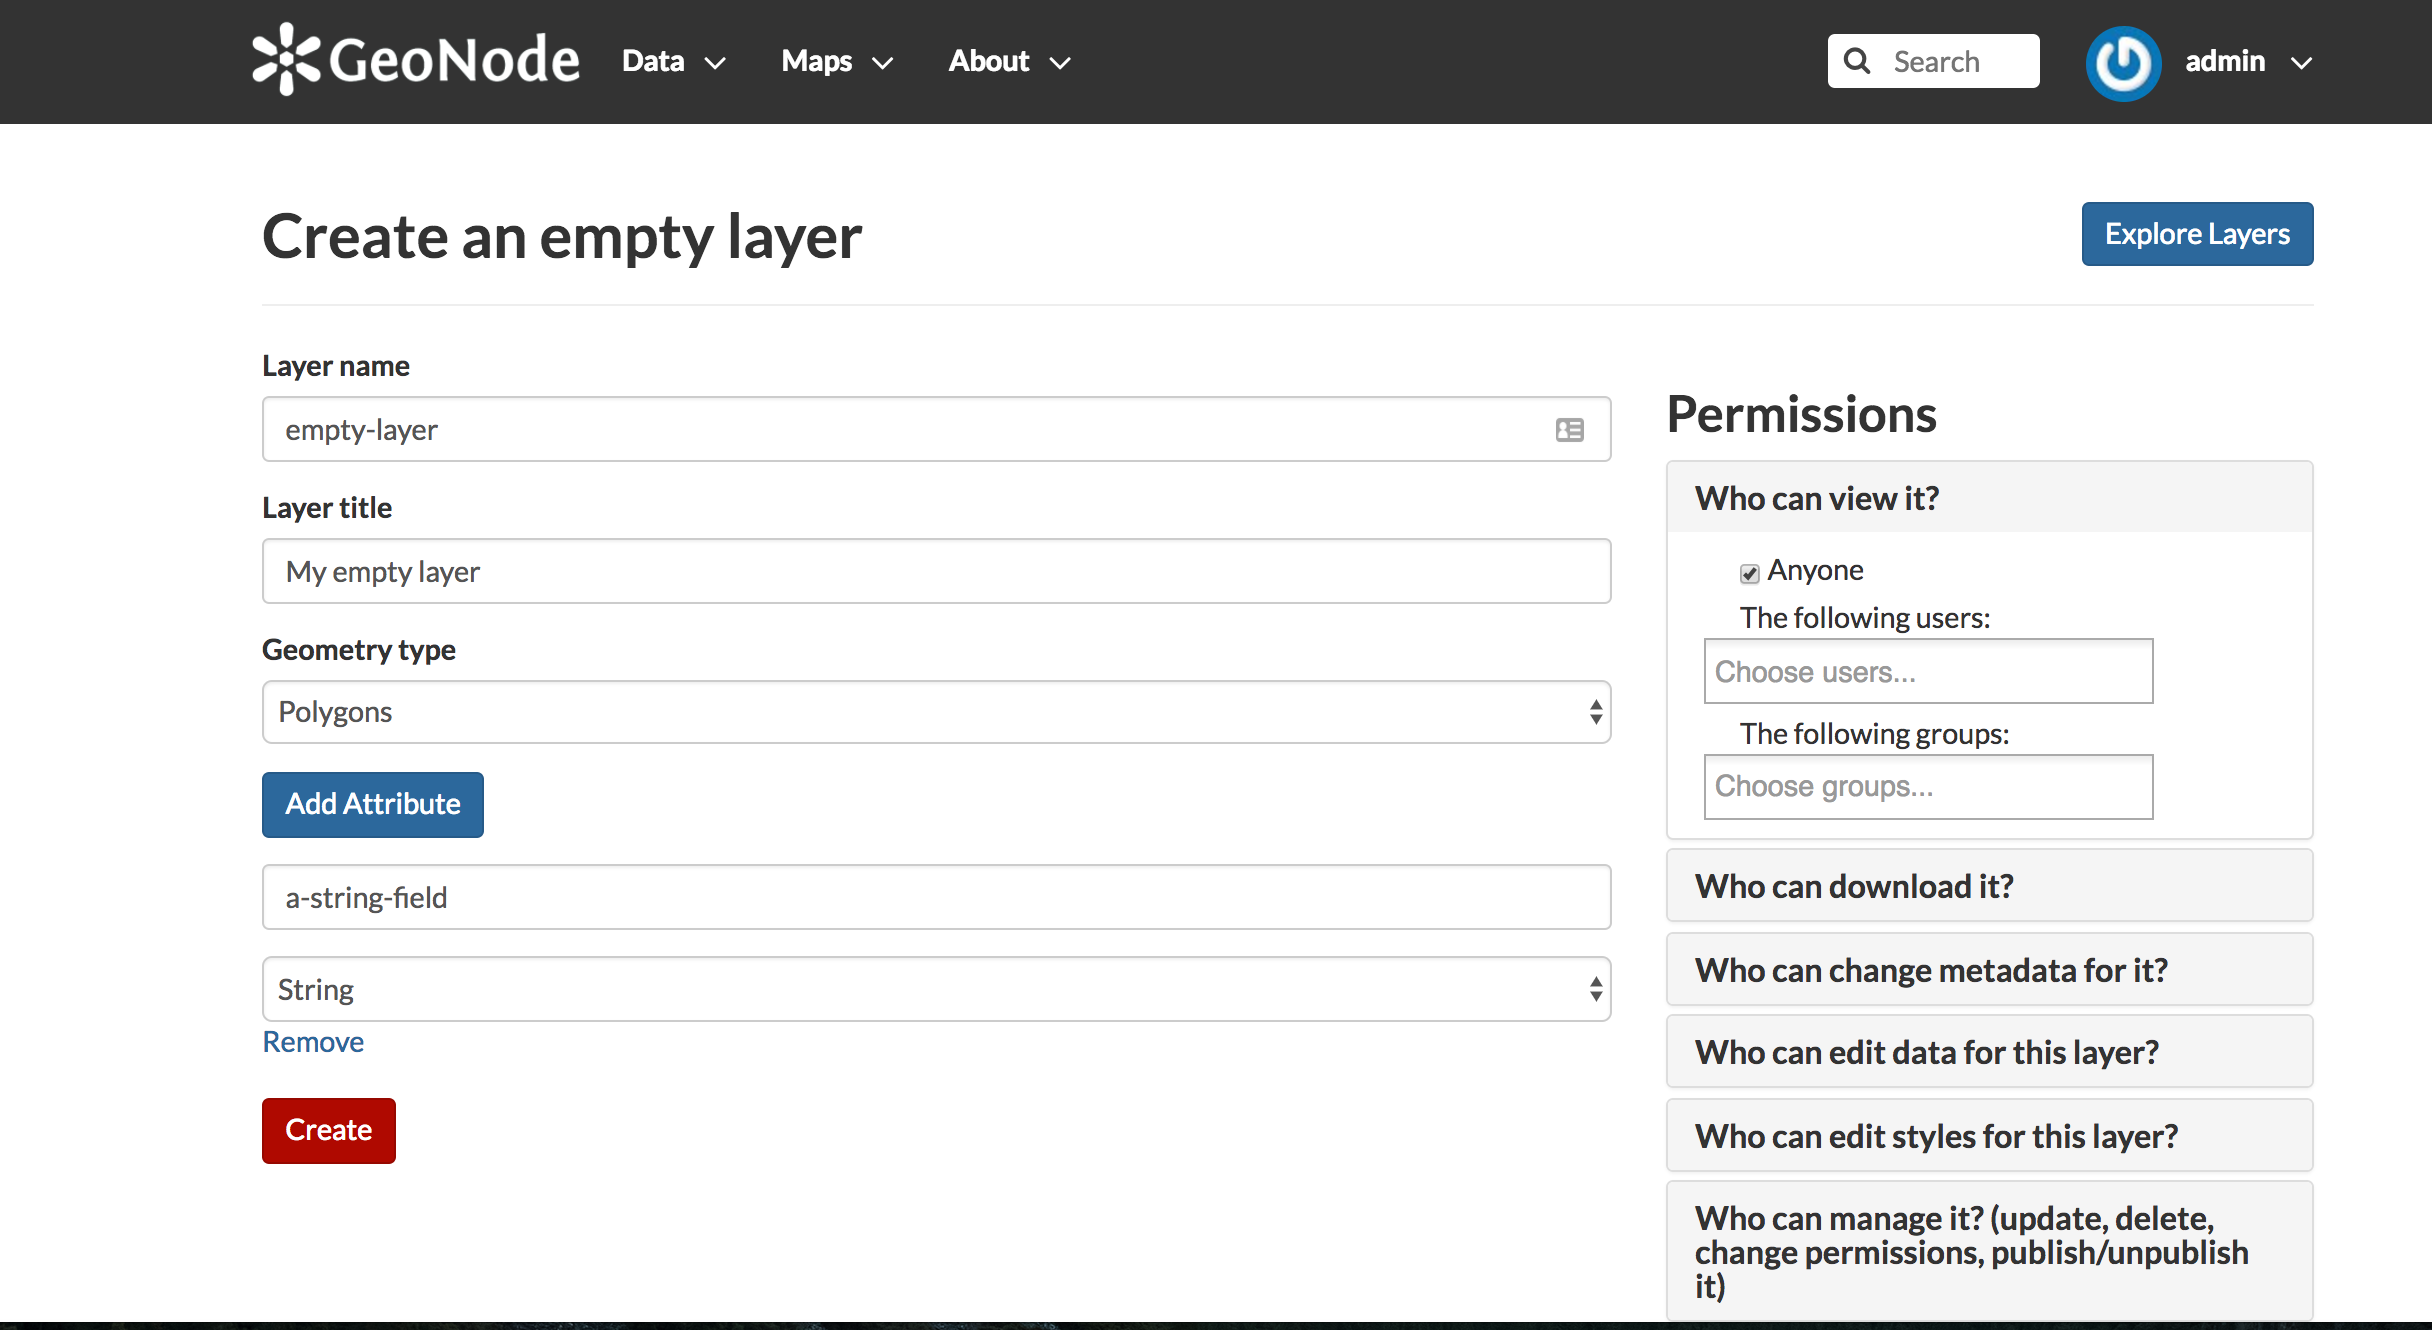 GeoNode Data Maps About Search admin
Create an empty layer
Explore Layers
Layer name
empty-layer
Layer title
My empty layer
Geometry type
Polygons
Add Attribute
a-string-field
String
Remove
Create
Permissions
Who can view it?
Anyone
The following users:
Choose users...
The following groups:
Choose groups...
Who can download it?
Who can change metadata for it?
Who can edit data for this layer?
Who can edit styles for this layer?
Who can manage it? (update, delete,
change permissions, publish/unpublish
it)